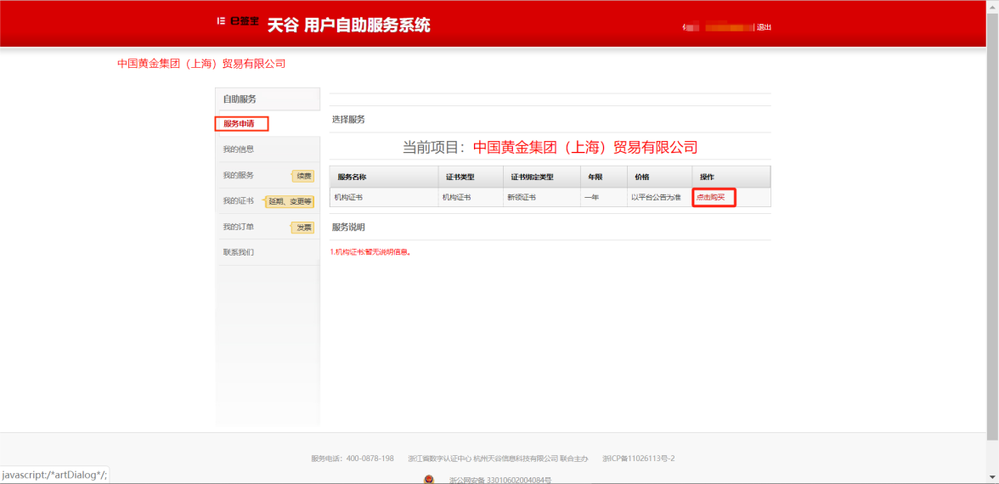 e签宝 天谷 用户自助服务系统
退出
中国黄金集团（上海）贸易有限公司
自助服务
服务申请
我的信息
我的服务 续费
我的证书 延期、变更等
我的订单 发票
联系我们
选择服务
当前项目：中国黄金集团（上海）贸易有限公司
服务名称 证书类型 证书绑定类型 年限 价格 操作
机构证书 机构证书 新领证书 一年 以平台公告为准 点击购买
服务说明
1.机构证书:暂无说明信息。
服务电话：400-0878-198 浙江省数字认证中心 杭州天谷信息科技有限公司 联合主办 浙ICP备11026113号-2
浙公网安备 33010602004084号
javascript:/*artDialog*/;